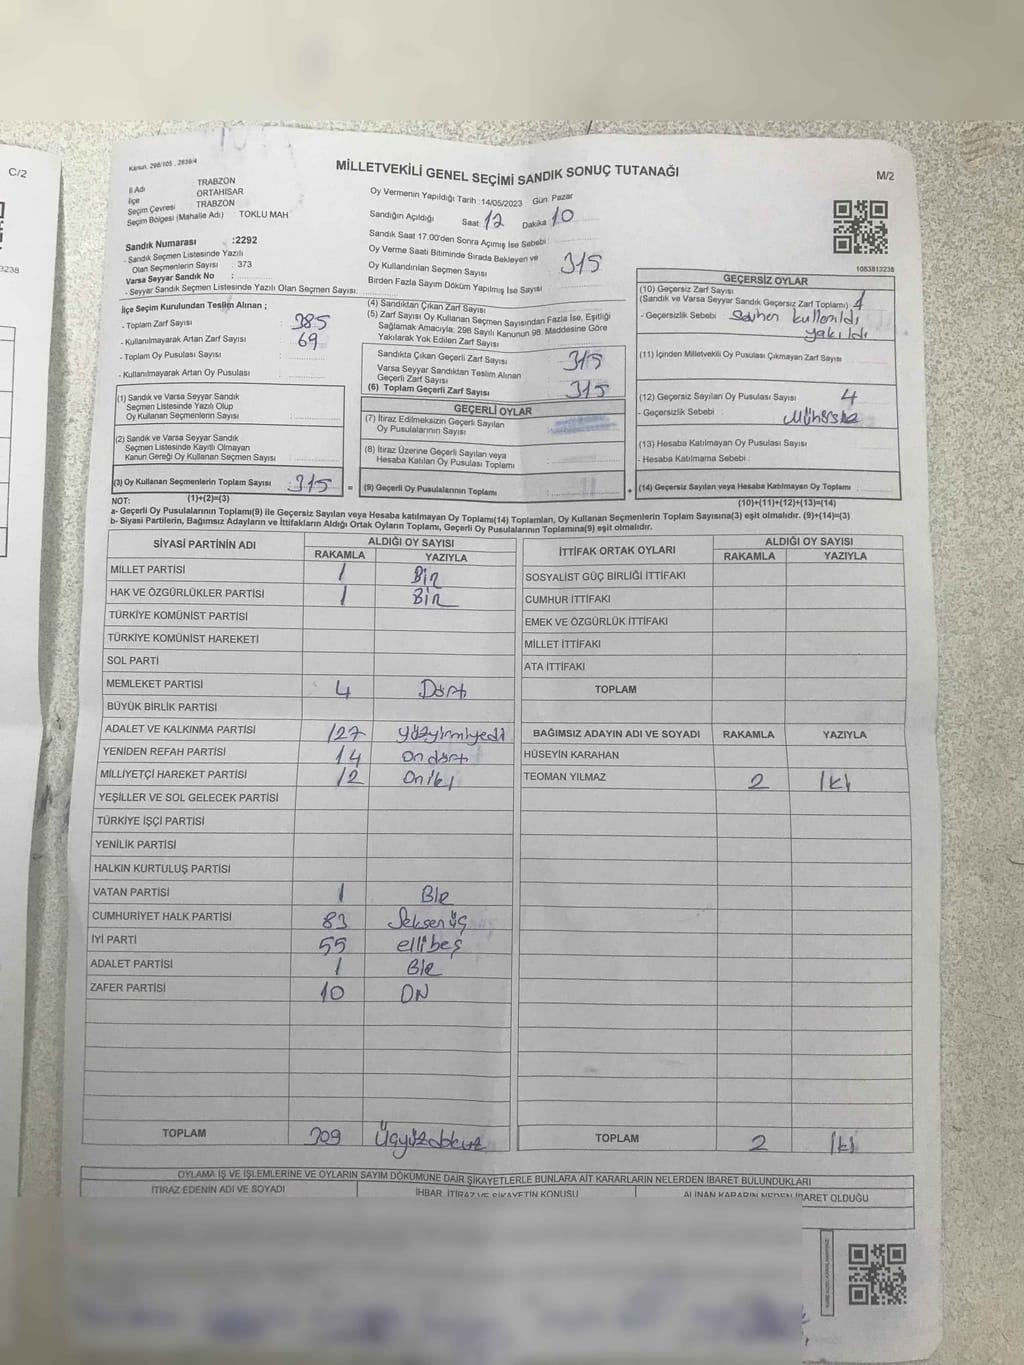 C/2
3238
Kanun. 298/105 , 2839/4
MİLLETVEKİLİ GENEL SEÇİMİ SANDIK SONUÇ TUTANAĞI
M/2
İl Adı TRABZON
İlçe ORTAHİSAR
Seçim Çevresi TRABZON
Seçim Bölgesi (Mahalle Adı) TOKLU MAH
Sandık Numarası :2292
- Sandık Seçmen Listesinde Yazılı
Olan Seçmenlerin Sayısı : 373
Varsa Seyyar Sandık No :
- Seyyar Sandık Seçmen Listesinde Yazılı Olan Seçmen Sayısı:
Oy Vermenin Yapıldığı Tarih :14/05/2023 Gün: Pazar
Sandığın Açıldığı Saat 17 Dakika 10
Sandık Saat 17:00'den Sonra Açımış İse Sebebi :
Oy Verme Saati Bitiminde Sırada Bekleyen ve
Oy Kullandırılan Seçmen Sayısı 315
Birden Fazla Sayım Döküm Yapılmış İse Sayısı
1083813238
İlçe Seçim Kurulundan Teslim Alınan ;
- Toplam Zarf Sayısı : 385
- Kullanılmayarak Artan Zarf Sayısı : 69
- Toplam Oy Pusulası Sayısı :
- Kullanılmayarak Artan Oy Pusulası :
(1) Sandık ve Varsa Seyyar Sandık
Seçmen Listesinde Yazılı Olup
Oy Kullanan Seçmenlerin Sayısı :
(2) Sandık ve Varsa Seyyar Sandık
Seçmen Listesinde Kayıtlı Olmayan
Kanun Gereği Oy Kullanan Seçmen Sayısı :
(3) Oy Kullanan Seçmenlerin Toplam Sayısı : 315 =
(4) Sandıktan Çıkan Zarf Sayısı
(5) Zarf Sayısı Oy Kullanan Seçmen Sayısından Fazla İse, Eşitliği
Sağlamak Amacıyla; 298 Sayılı Kanunun 98. Maddesine Göre
Yakılarak Yok Edilen Zarf Sayısı
Sandıkta Çıkan Geçerli Zarf Sayısı 315
Varsa Seyyar Sandıktan Teslim Alınan
Geçerli Zarf Sayısı
(6) Toplam Geçerli Zarf Sayısı 315
GEÇERLİ OYLAR
(7) İtiraz Edilmeksizin Geçerli Sayılan
Oy Pusulalarının Sayısı :
(8) İtiraz Üzerine Geçerli Sayılan veya
Hesaba Katılan Oy Pusulası Toplamı
(9) Geçerli Oy Pusulalarının Toplamı +
GEÇERSİZ OYLAR
(10) Geçersiz Zarf Sayısı
(Sandık ve Varsa Seyyar Sandık Geçersiz Zarf Toplamı) 1
- Geçersizlik Sebebi : kullanıldı
yakıldı
(11) İçinden Milletvekili Oy Pusulası Çıkmayan Zarf Sayısı
(12) Geçersiz Sayılan Oy Pusulası Sayısı 4
- Geçersizlik Sebebi :
(13) Hesaba Katılmayan Oy Pusulası Sayısı
- Hesaba Katılmama Sebebi :
(14) Geçersiz Sayılan veya Hesaba Katılmayan Oy Toplamı
NOT: (1)+(2)=(3) (10)+(11)+(12)+(13)=(14)
a- Geçerli Oy Pusulasının Toplamı(9) ile Geçersiz Sayılan veya Hesaba katılmayan Oy Toplamı(14) Toplamları, Oy Kullanan Seçmenlerin Toplam Sayısına(3) eşit olmalıdır. (9)+(14)=(3)
b- Siyasi Partilerin, Bağımsız Adayların ve İttifakların Aldığı Ortak Oyların Toplamı, Geçerli Oy Pusulalarının Toplamına(9) eşit olmalıdır.
SİYASİ PARTİNİN ADI ALDIĞI OY SAYISI
RAKAMLA YAZIYLA
MİLLET PARTİSİ 1 Bir
HAK VE ÖZGÜRLÜKLER PARTİSİ 1 Bir
TÜRKİYE KOMÜNİST PARTİSİ
TÜRKİYE KOMÜNİST HAREKETİ
SOL PARTİ
MEMLEKET PARTİSİ 4 Dört
BÜYÜK BİRLİK PARTİSİ
ADALET VE KALKINMA PARTİSİ 127 yüzyirmiyedi
YENİDEN REFAH PARTİSİ 14 On dört
MİLLİYETÇİ HAREKET PARTİSİ 12 Oniki
YEŞİLLER VE SOL GELECEK PARTİSİ
TÜRKİYE İŞÇİ PARTİSİ
YENİLİK PARTİSİ
HALKIN KURTULUŞ PARTİSİ
VATAN PARTİSİ 1 BİR
CUMHURİYET HALK PARTİSİ 83 Seksen üç
İYİ PARTİ 55 ellibeş
ADALET PARTİSİ 1 BİR
ZAFER PARTİSİ 10 ON
TOPLAM 309 Üçyüzdokuz
İTTİFAK ORTAK OYLARI ALDIĞI OY SAYISI
RAKAMLA YAZIYLA
SOSYALİST GÜÇ BİRLİĞİ İTTİFAKI
CUMHUR İTTİFAKI
EMEK VE ÖZGÜRLÜK İTTİFAKI
MİLLET İTTİFAKI
ATA İTTİFAKI
TOPLAM
BAĞIMSIZ ADAYIN ADI VE SOYADI RAKAMLA YAZIYLA
HÜSEYİN KARAHAN
TEOMAN YILMAZ 2 İki
TOPLAM 2 İki
OYLAMA İŞ VE İŞLEMLERİNE VE OYLARIN SAYIM DÖKÜMÜNE DAİR ŞİKAYETLERLE BUNLARA AİT KARARLARIN NELERDEN İBARET BULUNDUKLARI
İTİRAZ EDENİN ADI VE SOYADI İHBAR, İTİRAZ VE ŞİKAYETİN KONUSU ALINAN KARARIN NEDEN İBARET OLDUĞU